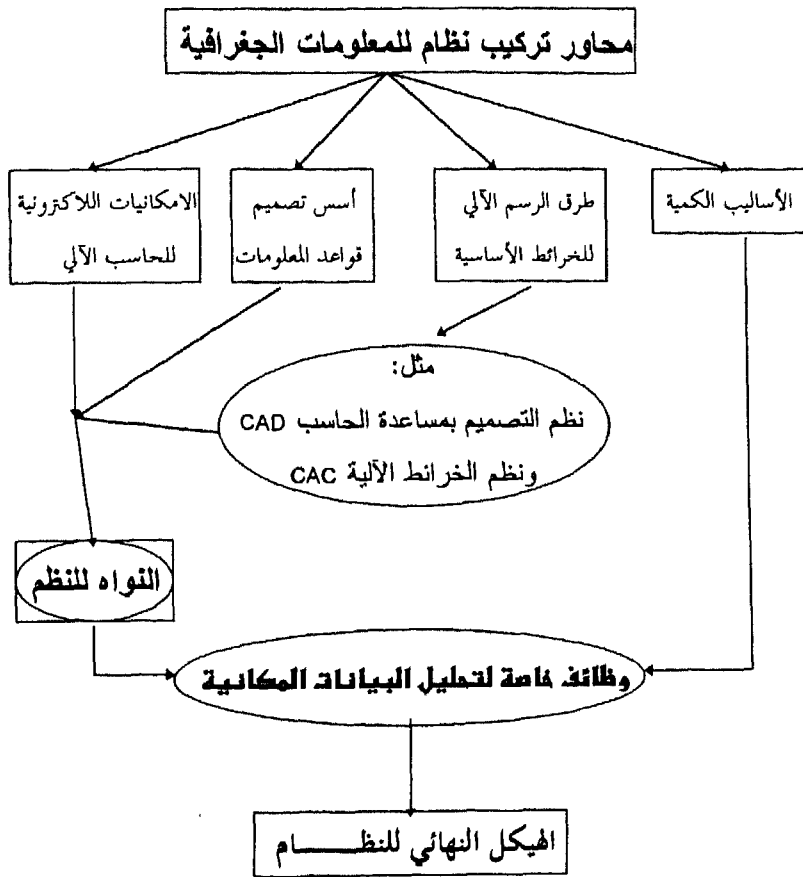 محاور تركيب نظام للمعلومات الجغرافية
الأساليب الكمية
طرق الرسم الآلي
للخرائط الأساسية
أسس تصميم
قواعد المعلومات
الامكانيات اللاكترونية
للحاسب الآلي
مثل:
نظم التصميم بمساعدة الحاسب CAD
ونظم الخرائط الآلية CAC
النواه للنظم
وظائف خاصة لتحليل البيانات المكانية
الهيكل النهائي للنظـــــــام